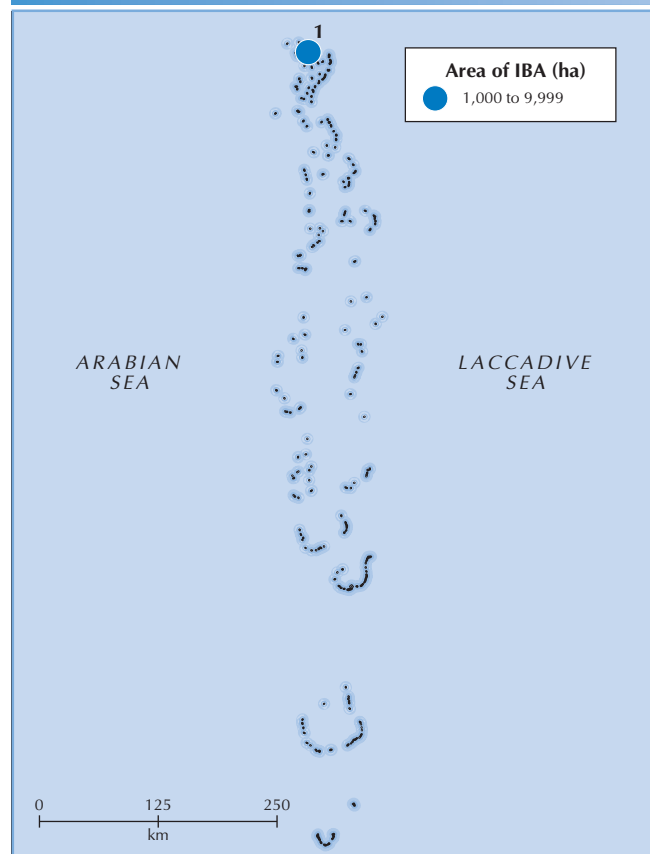 1
Area of IBA (ha)
1,000 to 9,999
ARABIAN
SEA
LACCADIVE
SEA
0 125 250
km